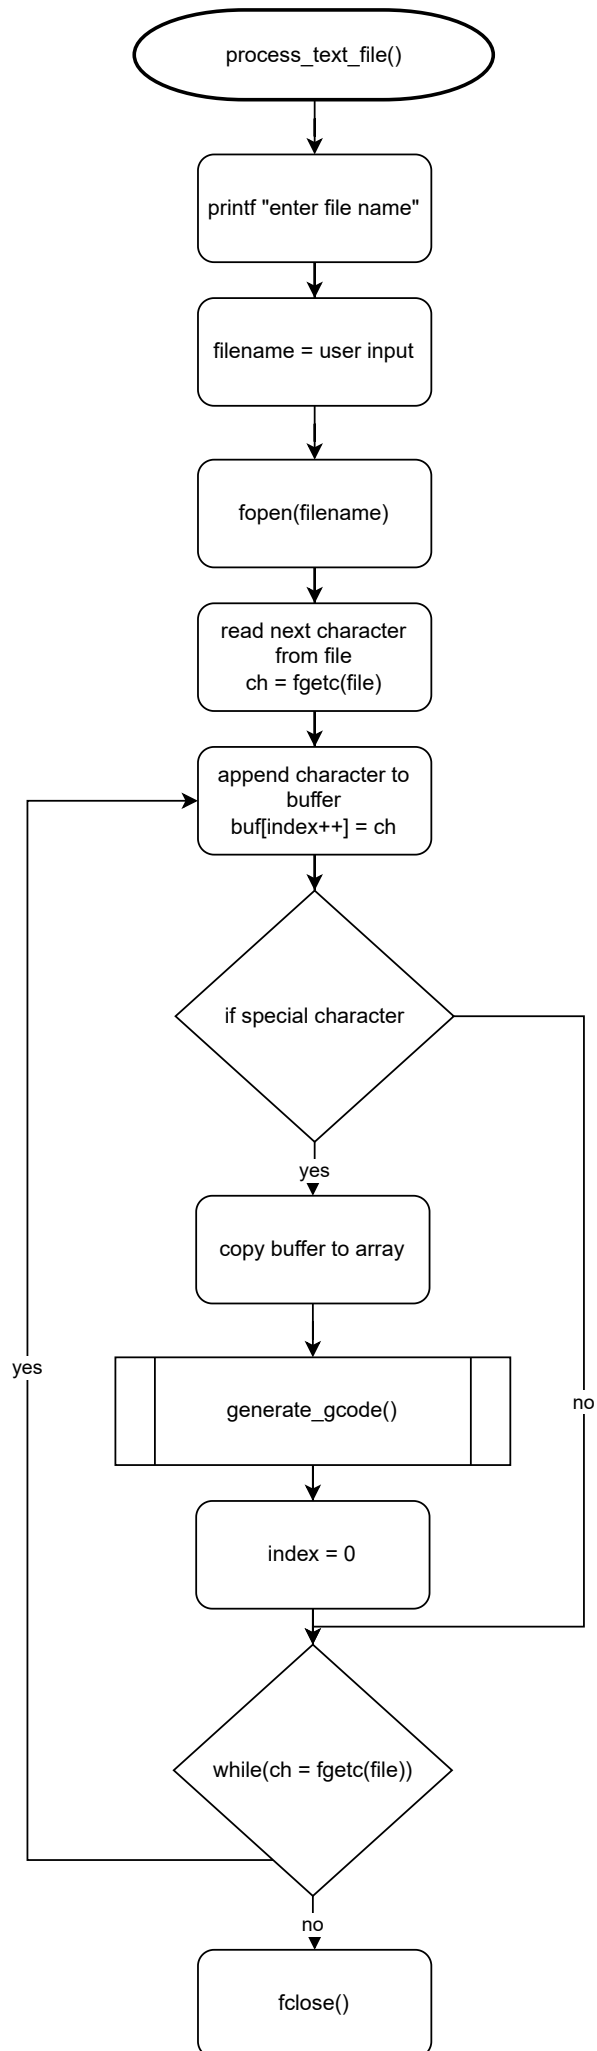 process_text_file()
printf "enter file name"
filename = user input
fopen(filename)
read next character
from file
ch = fgetc(file)
append character to
buffer
buf[index++] = ch
if special character
yes
copy buffer to array
yes
generate_gcode()
no
index = 0
while(ch = fgetc(file))
no
fclose()